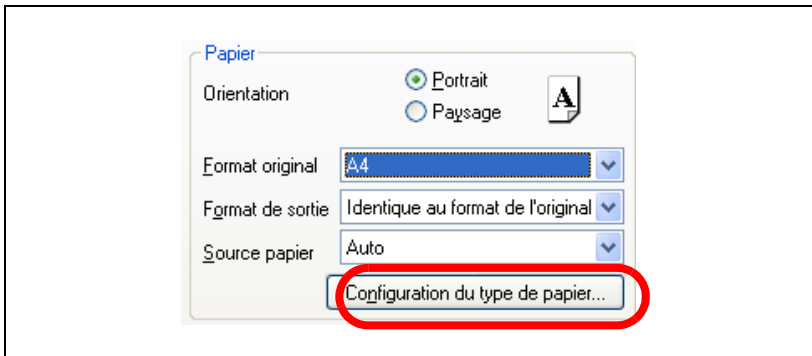 Papier
Orientation
Portrait
A
Paysage
Format original A4
Format de sortie Identique au format de l'original
Source papier Auto
Configuration du type de papier...